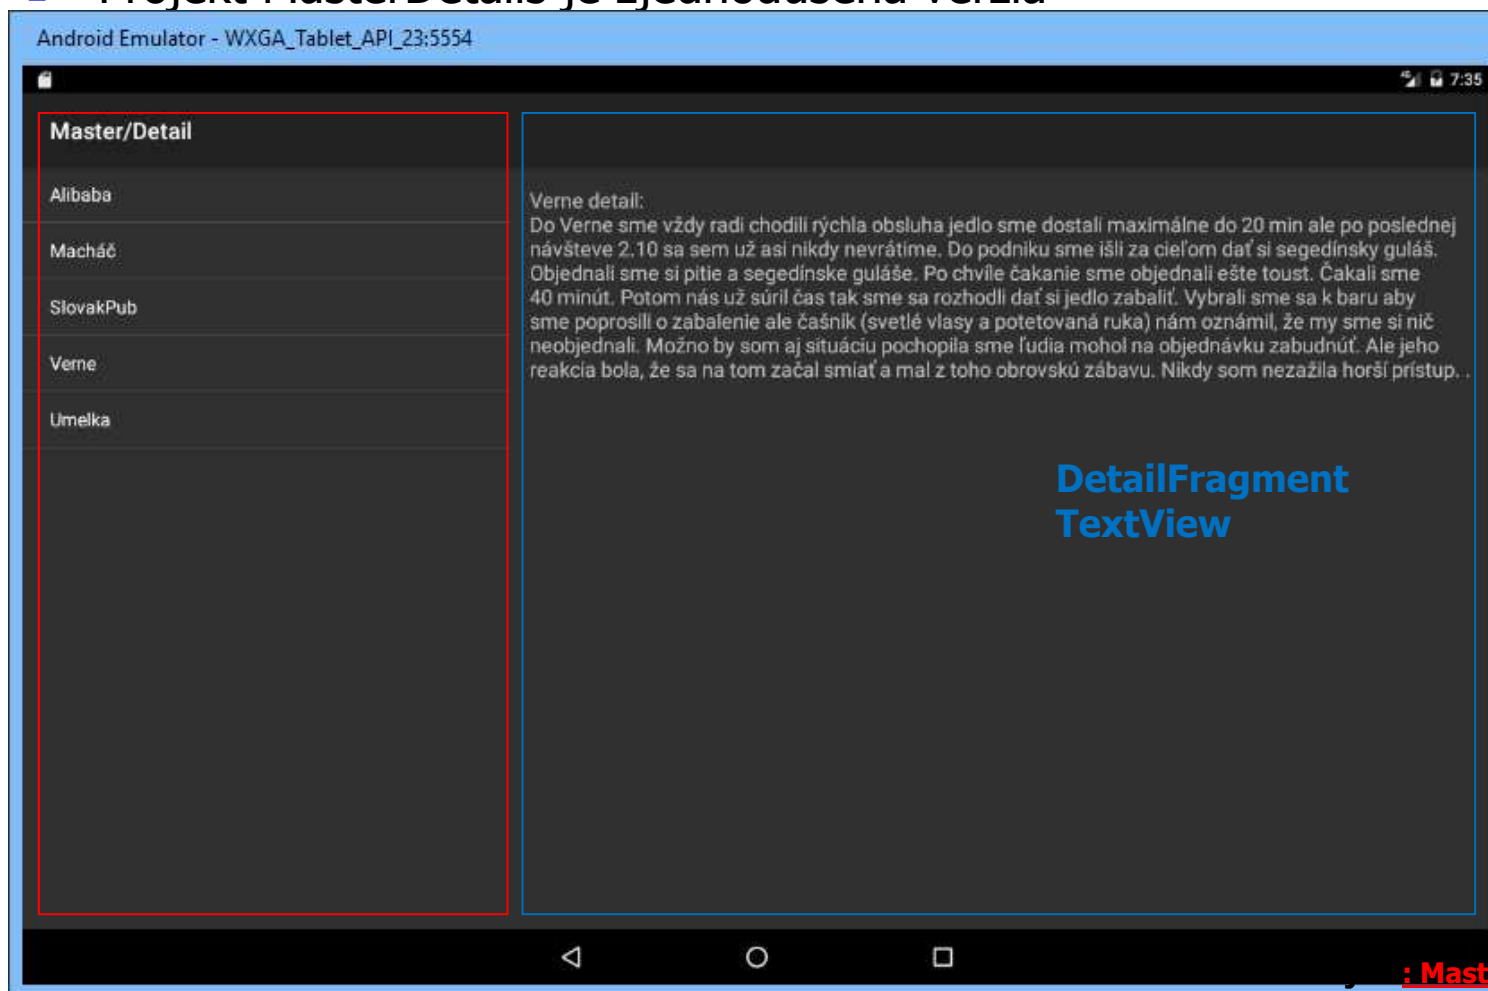 Projekt MasterDetails je zjednodušená verzia
Android Emulator - WXGA_Tablet_API_23:5554
7:35
Master/Detail
Alibaba
Macháč
SlovakPub
Verne
Umelka
Verne detail:
Do Verne sme vždy radi chodili rýchla obsluha jedlo sme dostali maximálne do 20 min ale po poslednej
návšteve 2.10 sa sem už asi nikdy nevrátime. Do podniku sme išli za cieľom dať si segedínsky guláš.
Objednali sme si pitie a segedínske guláše. Po chvíle čakanie sme objednali ešte toust. Čakali sme
40 minút. Potom nás už súril čas tak sme sa rozhodli dať si jedlo zabaliť. Vybrali sme sa k baru aby
sme poprosili o zabalenie ale čašník (svetlé vlasy a potetovaná ruka) nám oznámil, že my sme si nič
neobjednali. Možno by som aj situáciu pochopila sme ľudia mohol na objednávku zabudnúť. Ale jeho
reakcia bola, že sa na tom začal smiať a mal z toho obrovskú zábavu. Nikdy som nezažila horší prístup. .
DetailFragment
TextView
: Mast